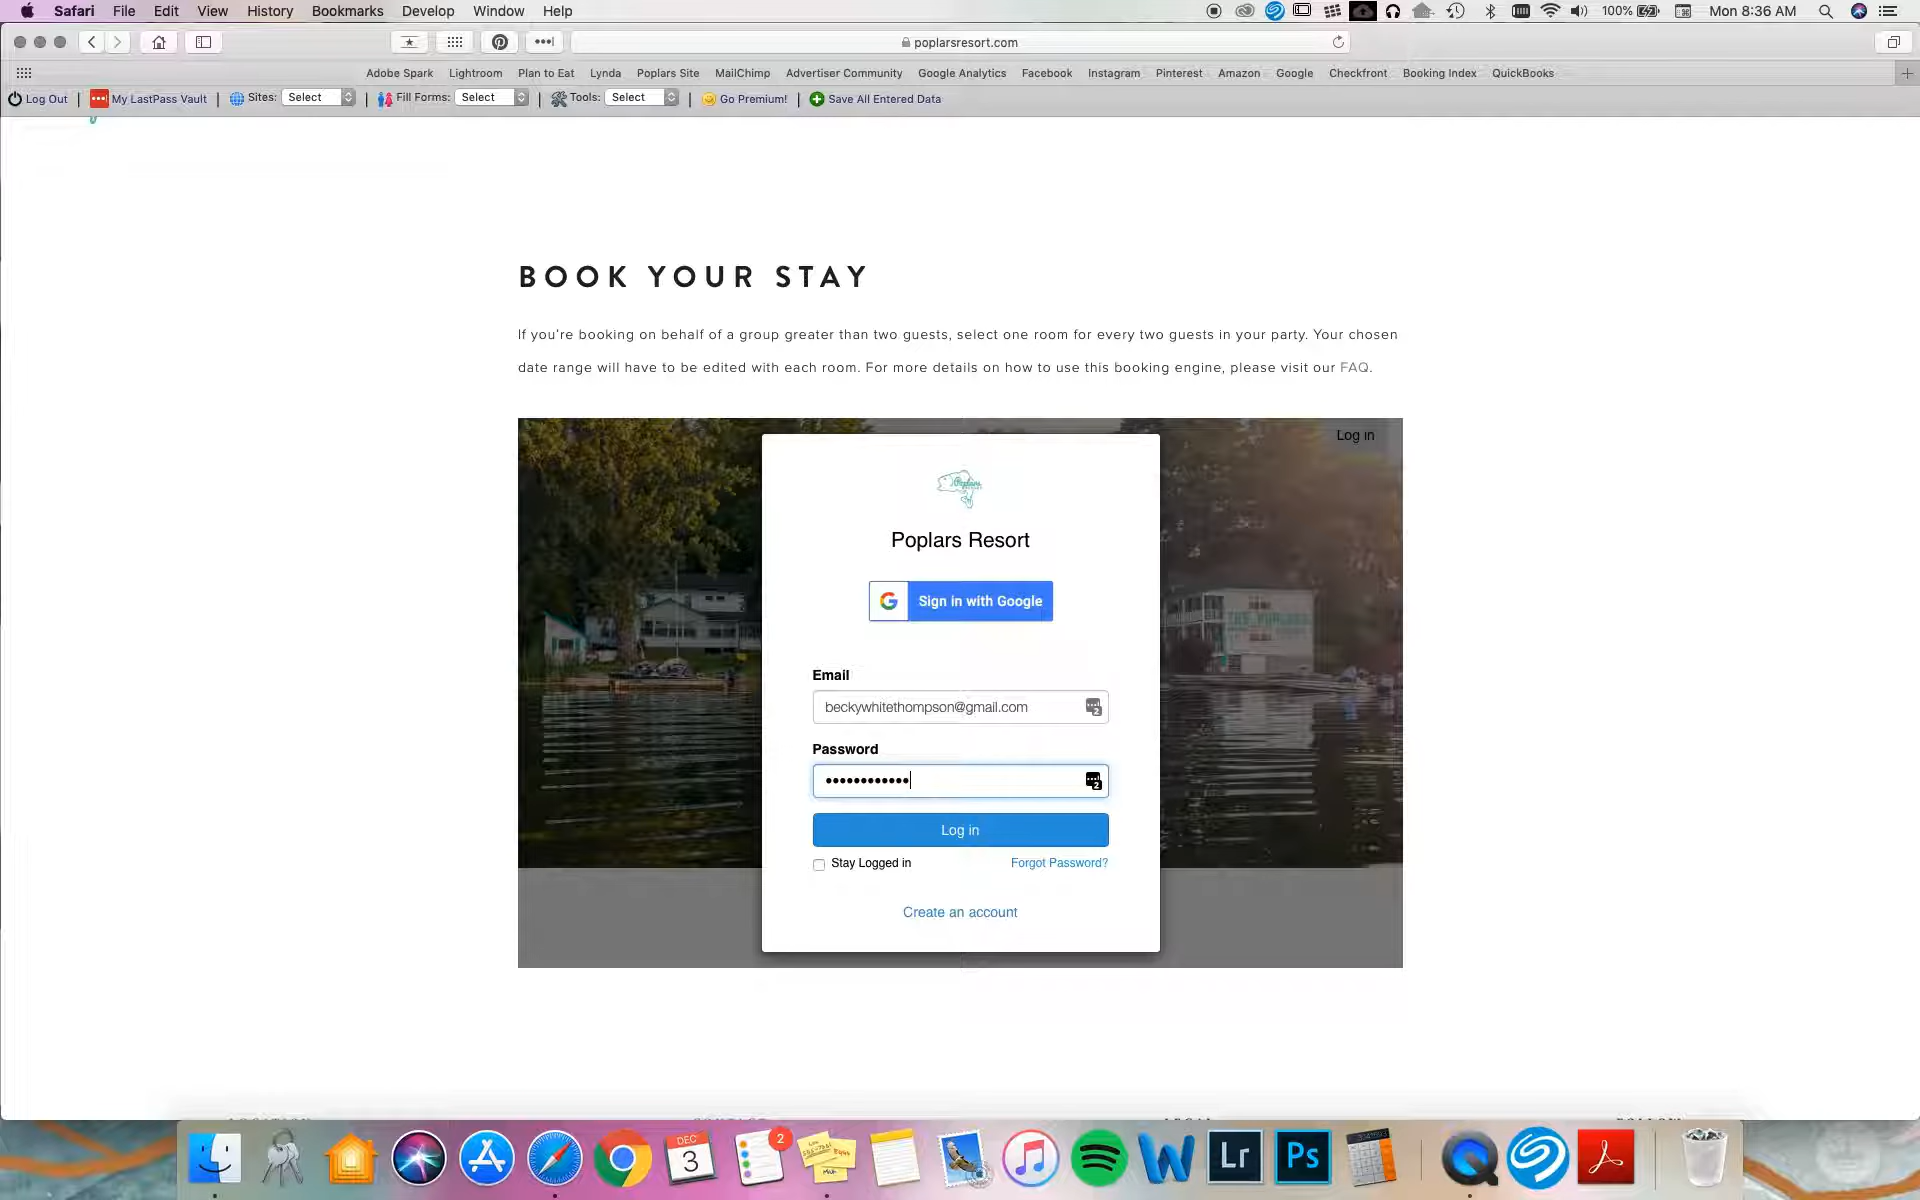 Safari File Edit View History Bookmarks Develop Window Help 100% Mon 8:36 AM
poplarsresort.com
Adobe Spark Lightroom Plan to Eat Lynda Poplars Site MailChimp Advertiser Community Google Analytics Facebook Instagram Pinterest Amazon Google Checkfront Booking Index QuickBooks
Log Out | My LastPass Vault | Sites: Select | Fill Forms: Select | Tools: Select | Go Premium! | Save All Entered Data
BOOK YOUR STAY
If you're booking on behalf of a group greater than two guests, select one room for every two guests in your party. Your chosen
date range will have to be edited with each room. For more details on how to use this booking engine, please visit our FAQ.
Log in
Poplars
Poplars Resort
Sign in with Google
Email
beckywhitethompson@gmail.com
Password
••••••••••••
Log in
Stay Logged in Forgot Password?
Create an account
DEC
3
2
Lr
Ps